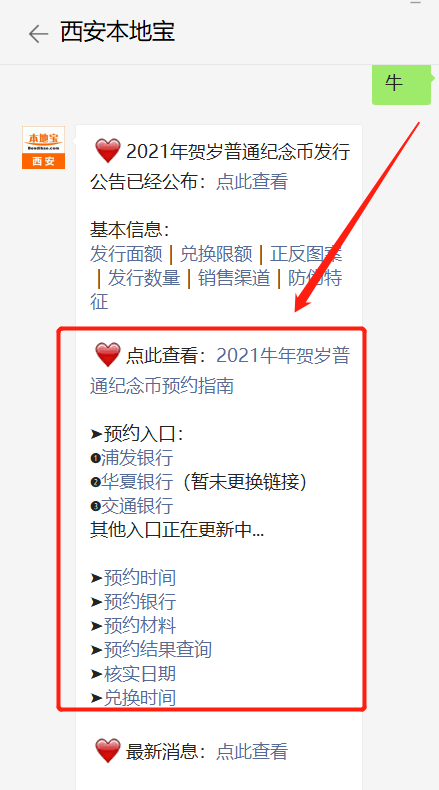 西安本地宝
牛
本地宝
Bendibao.com
西安
2021年贺岁普通纪念币发行
公告已经公布：点此查看
基本信息：
发行面额 | 兑换限额 | 正反图案
| 发行数量 | 销售渠道 | 防伪特
征
点此查看：2021牛年贺岁普
通纪念币预约指南
➤预约入口：
❶浦发银行
❷华夏银行（暂未更换链接）
❸交通银行
其他入口正在更新中...
➤预约时间
➤预约银行
➤预约材料
➤预约结果查询
➤核实日期
➤兑换时间
最新消息：点此查看